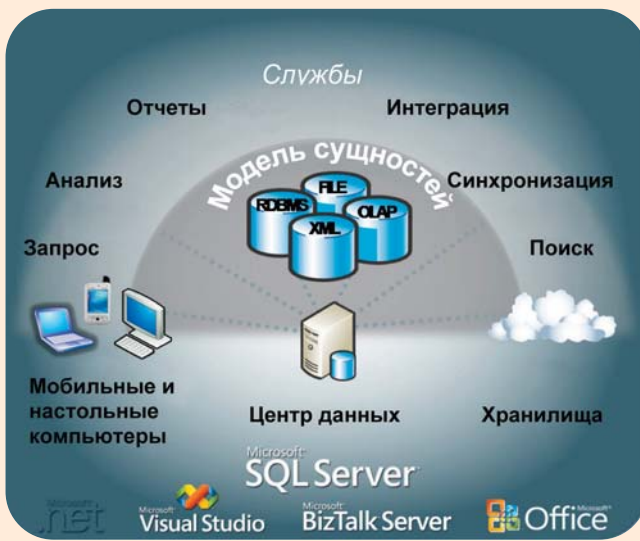 Службы
Отчеты
Интеграция
Модель сущностей
Анализ
Синхронизация
FILE
RDBMS
OLAP
XML
Запрос
Поиск
Мобильные и
настольные
компьютеры
Центр данных
Хранилища
Microsoft
SQL Server
Microsoft
.net
Microsoft
Visual Studio
Microsoft
BizTalk Server
Microsoft
Office